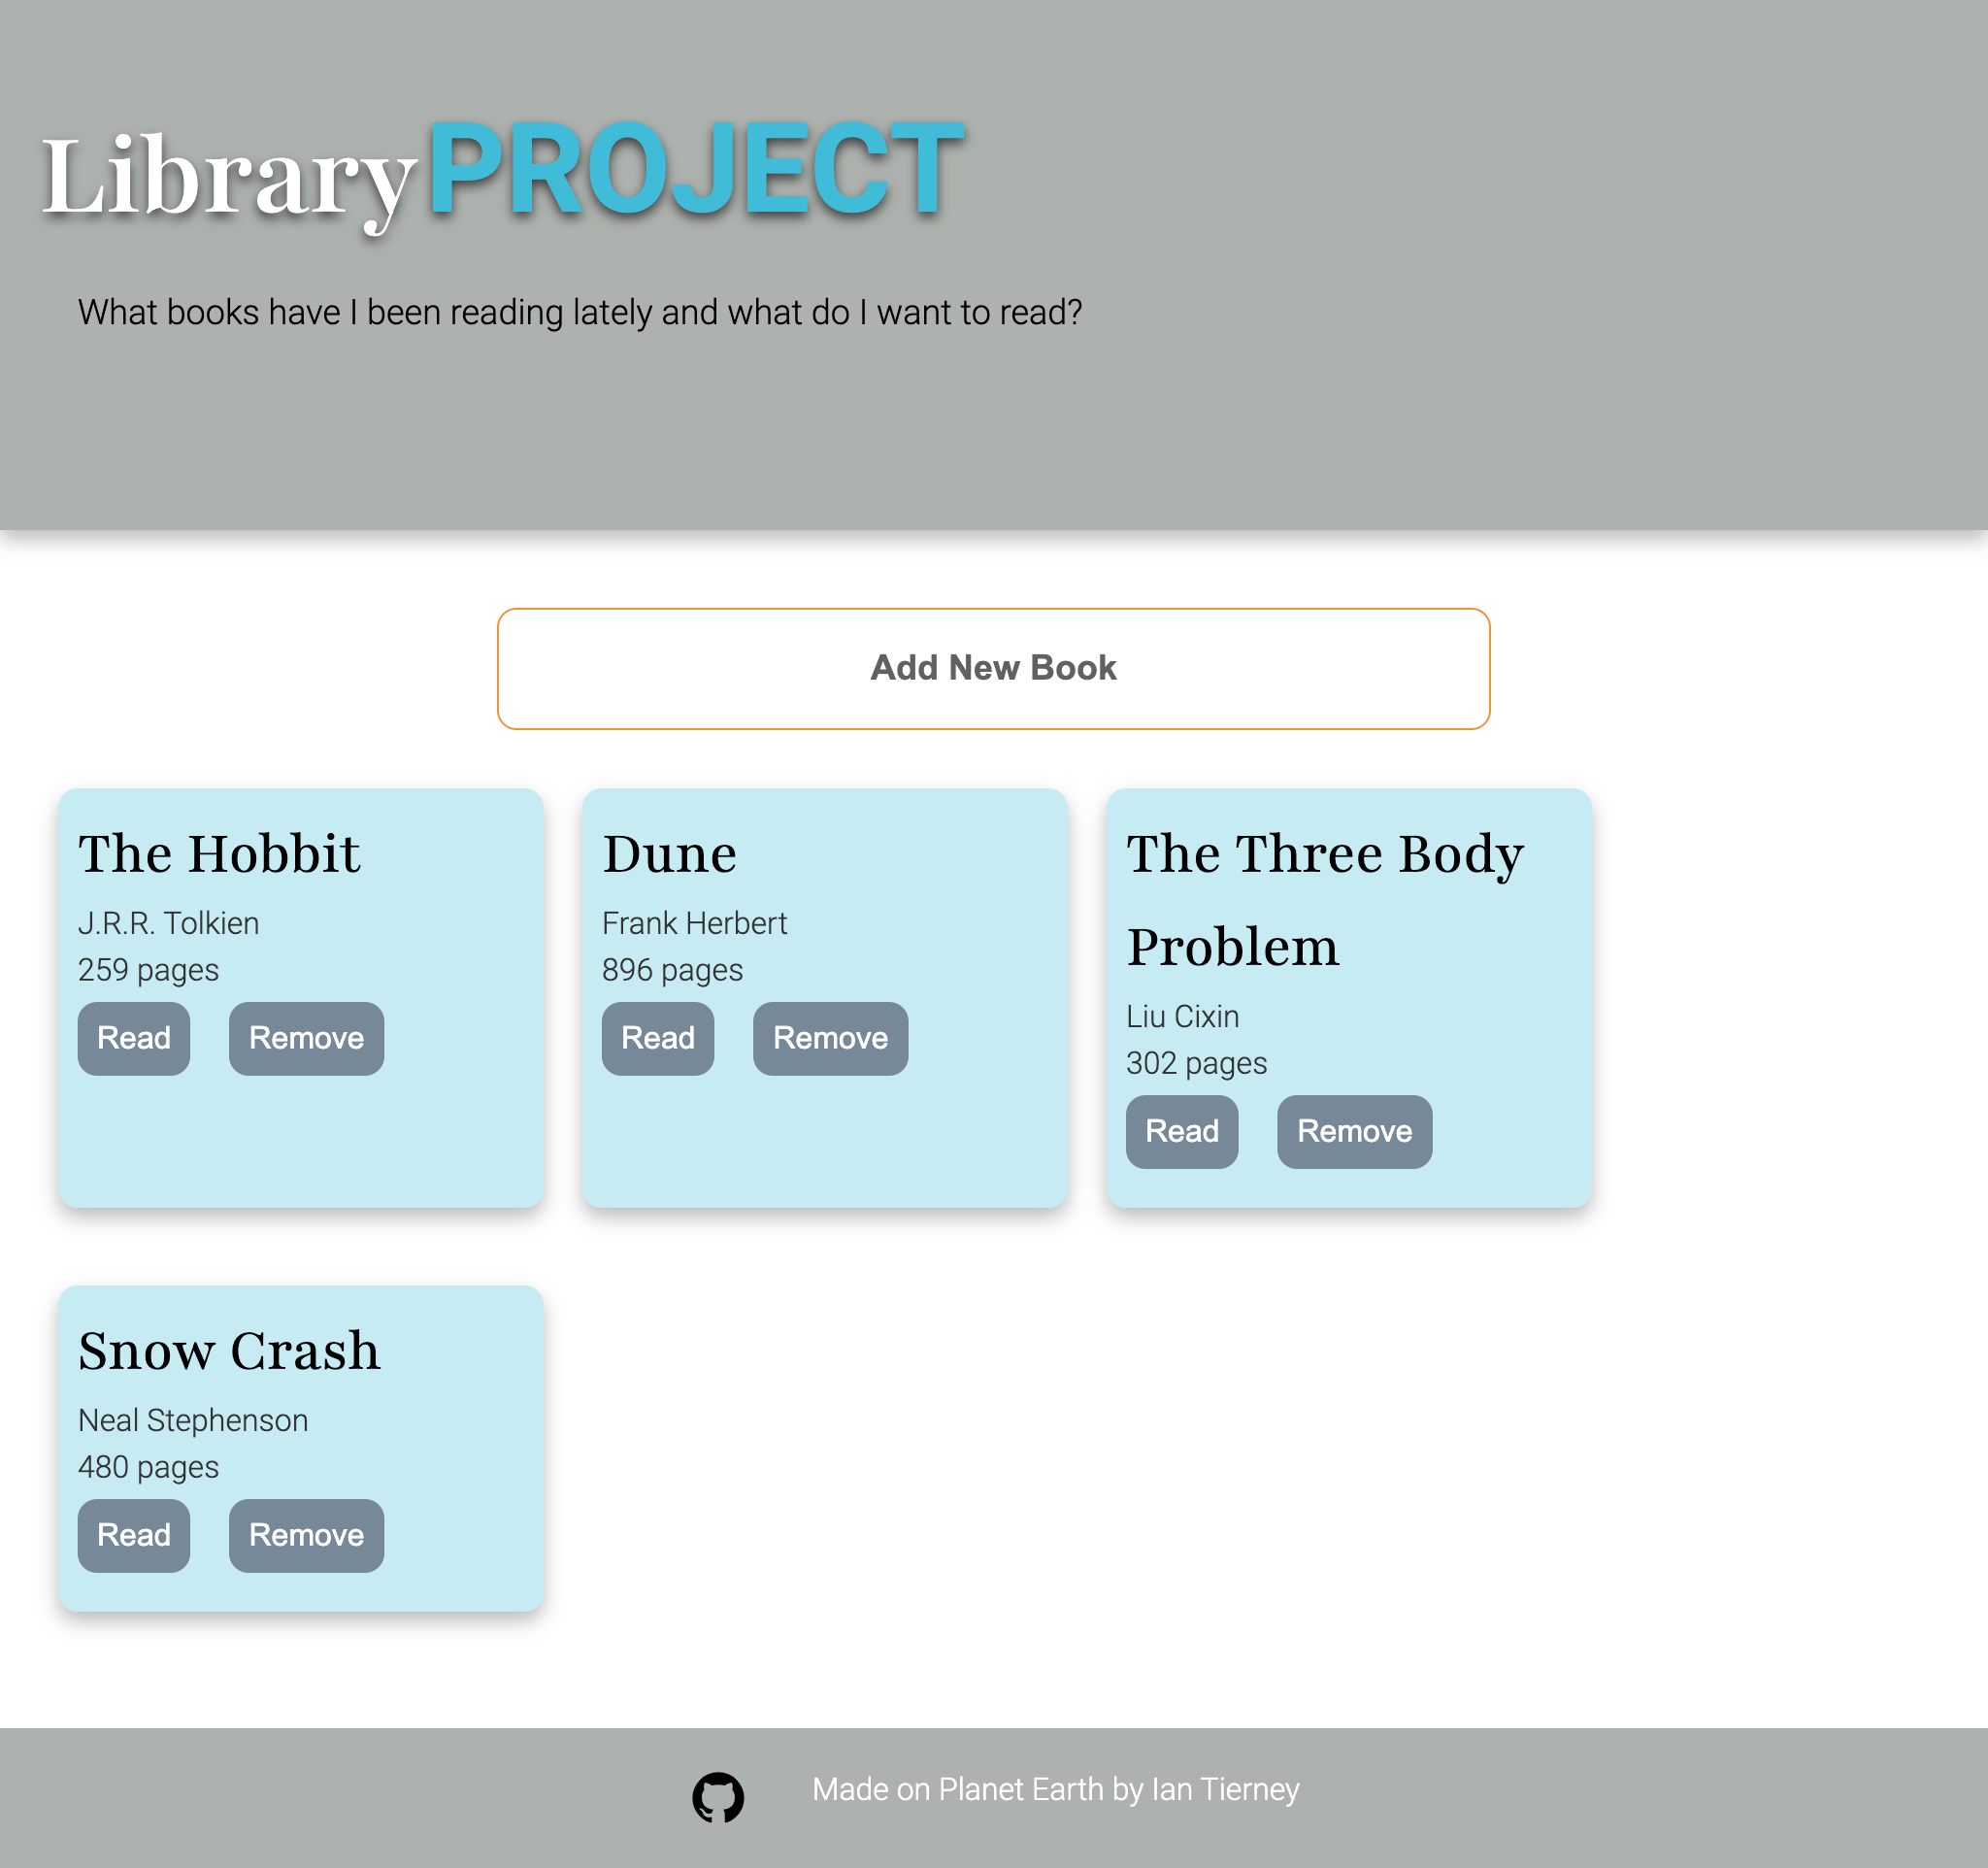 Library PROJECT
What books have I been reading lately and what do I want to read?
Add New Book
The Hobbit
J.R.R. Tolkien
259 pages
Read Remove
Dune
Frank Herbert
896 pages
Read Remove
The Three Body
Problem
Liu Cixin
302 pages
Read Remove
Snow Crash
Neal Stephenson
480 pages
Read Remove
Made on Planet Earth by Ian Tierney